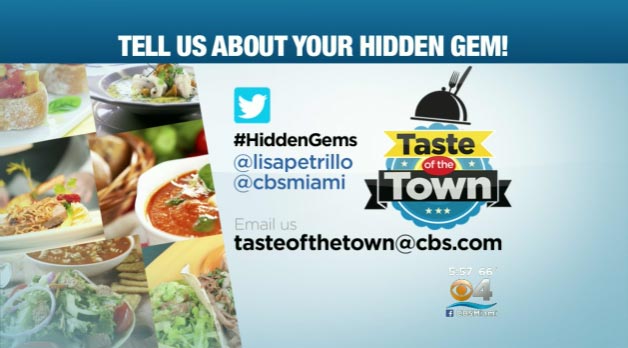 TELL US ABOUT YOUR HIDDEN GEM!
#HiddenGems
@lisapetrillo
@cbsmiami
Email us
tasteofthetown@cbs.com
Taste
of the
Town
5:57 66°
4
CBSMiami